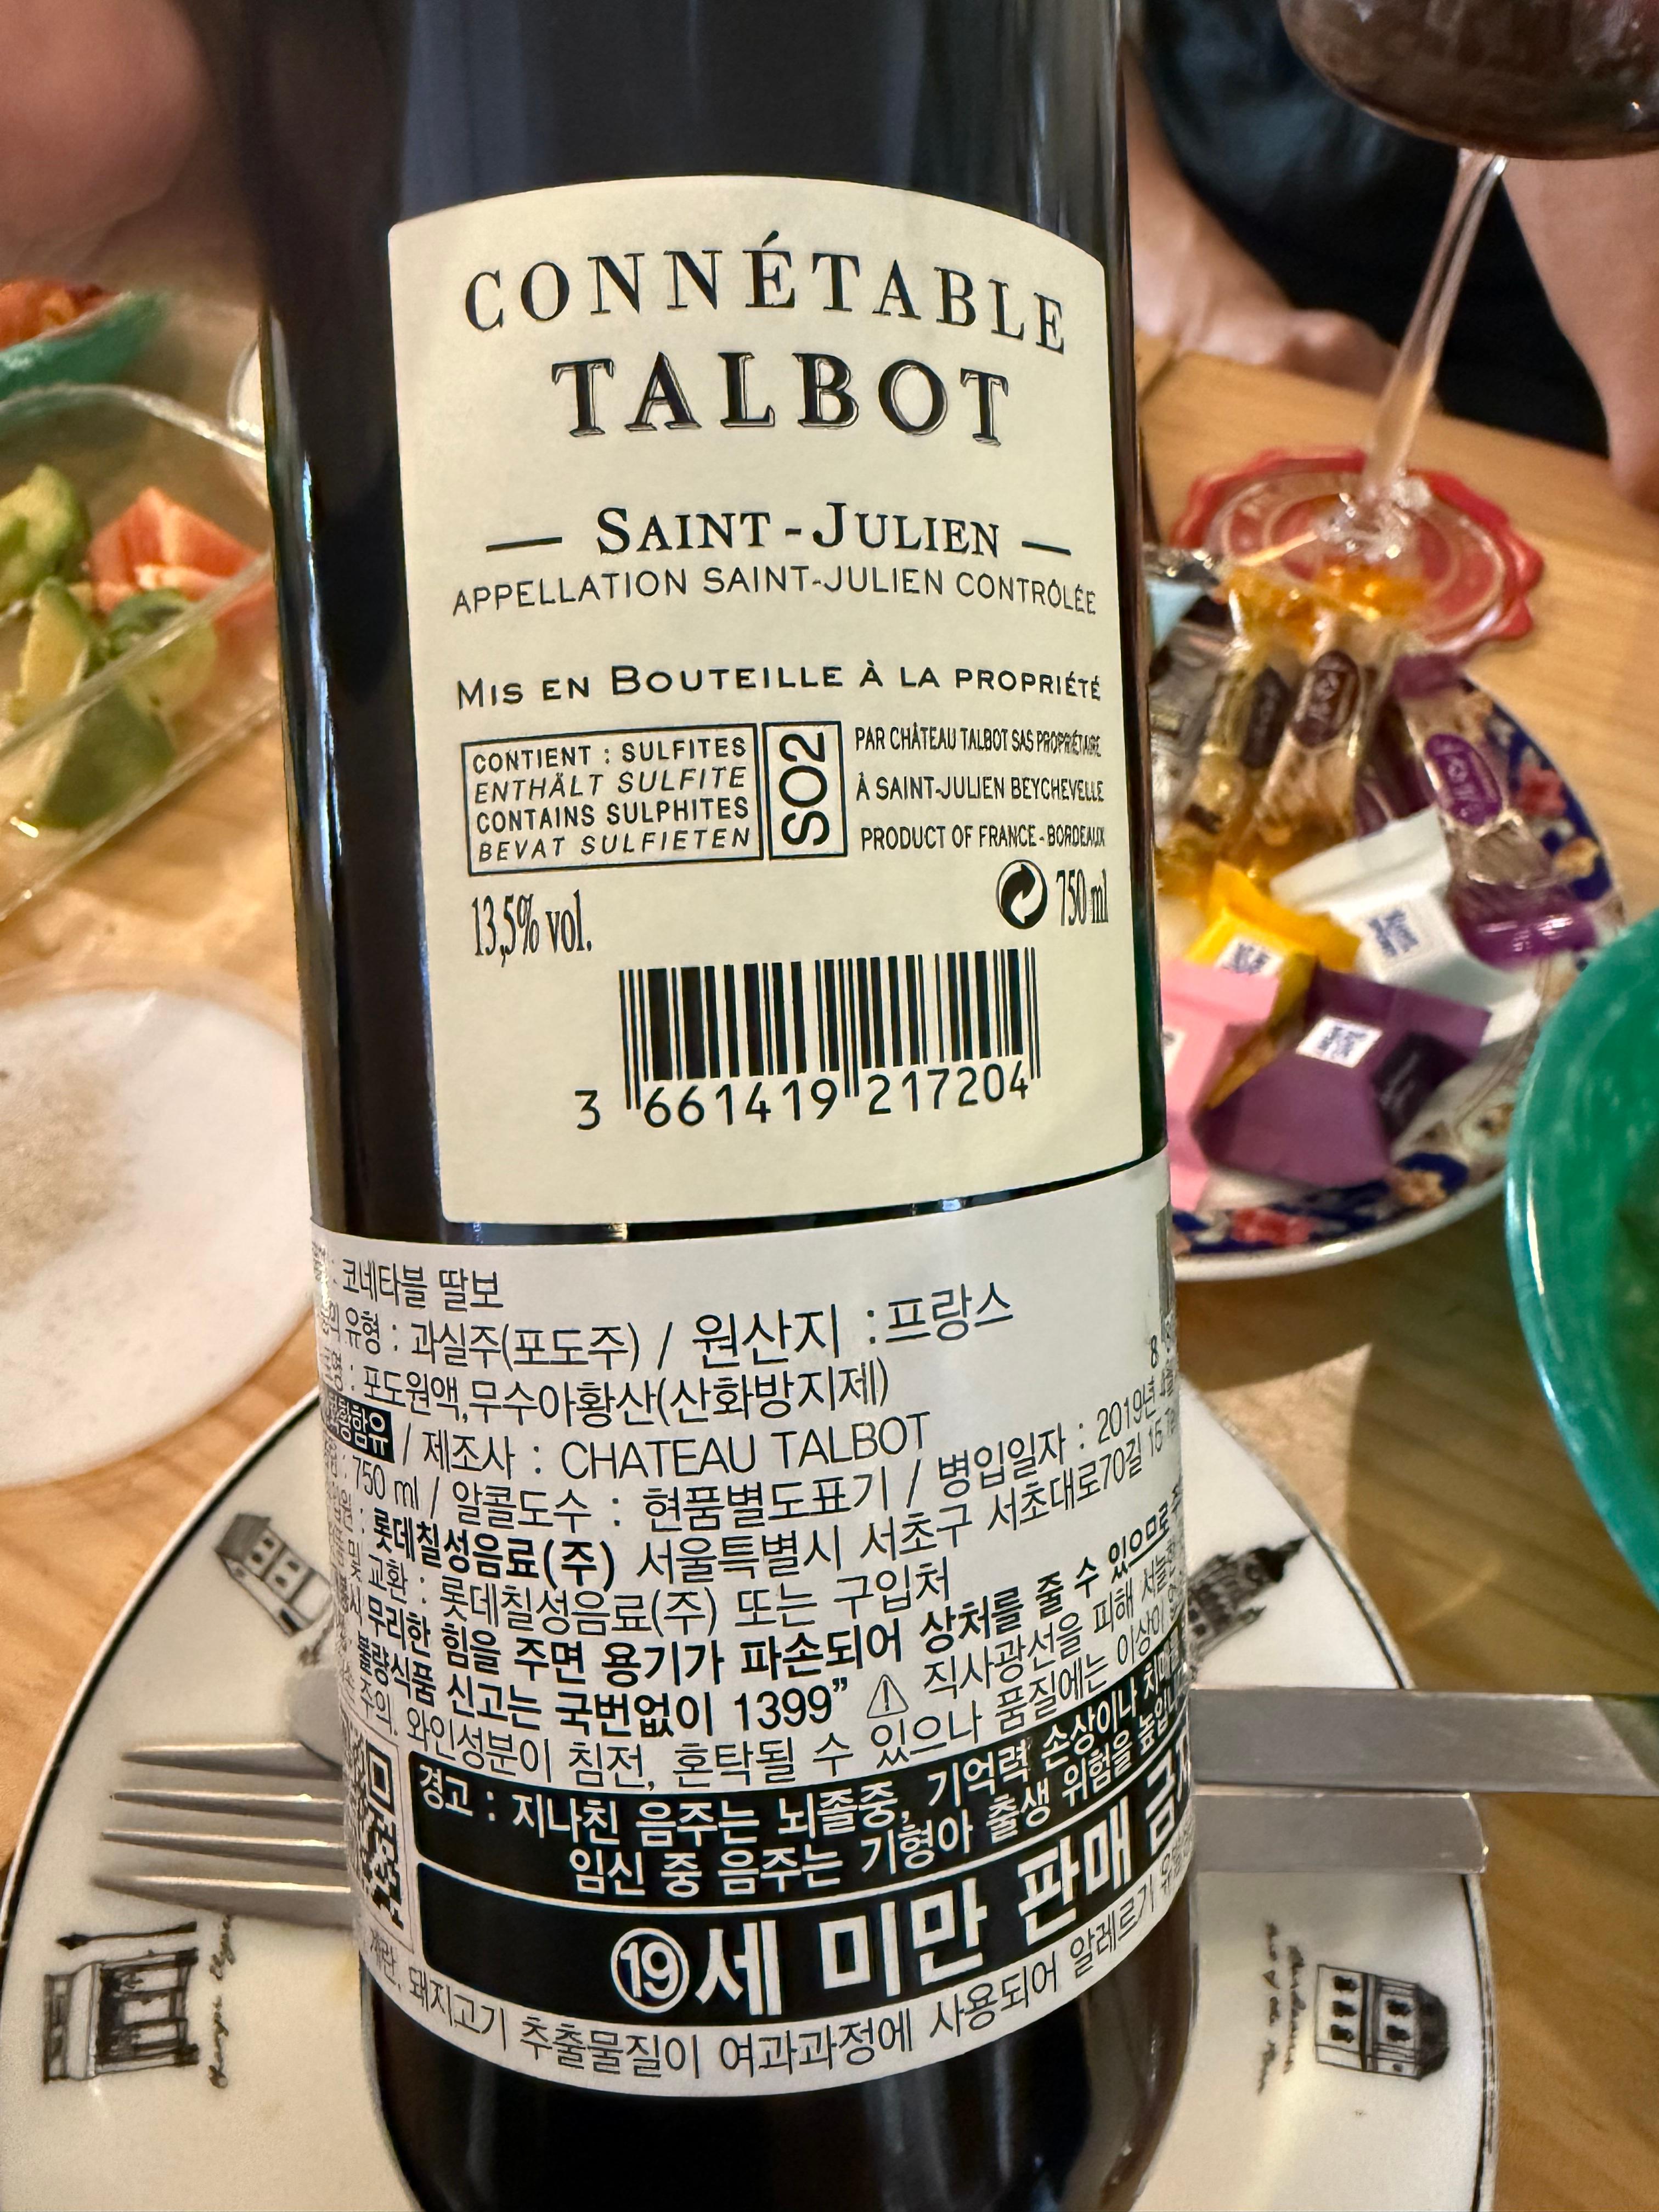 CONNÉTABLE
TALBOT
SAINT-JULIEN
APPELLATION SAINT-JULIEN CONTRÔLÉE
MIS EN BOUTEILLE À LA PROPRIÉTÉ
CONTIENT : SULFITES
ENTHÄLT SULFITE
CONTAINS SULPHITES
BEVAT SULFIETEN
SO2
PAR CHÂTEAU TALBOT SAS PROPRIÉTAIRE
À SAINT-JULIEN BEYCHEVELLE
PRODUCT OF FRANCE - BORDEAUX
13,5% vol.
750 ml
3 661419 217204
: 코네타블 딸보
유형 : 과실주(포도주) / 원산지 :프랑스
: 포도원액,무수아황산(산화방지제)
함유 / 제조사 : CHATEAU TALBOT
: 750 ml / 알콜도수 : 현품별도표기 / 병입일자 : 2019년
: 롯데칠성음료(주) 서울특별시 서초구 서초대로70길 15
교환 : 롯데칠성음료(주) 또는 구입처
무리한 힘을 주면 용기가 파손되어 상처를 줄 수 있으므로
불량식품 신고는 국번없이 1399” ⚠ 직사광선을 피해
주의. 와인성분이 침전, 혼탁될 수 있으나 품질에는 이상이
경고 : 지나친 음주는 뇌졸중, 기억력 손상이나
임신 중 음주는 기형아 출생 위험을
⑲세 미만 판매
돼지고기 추출물질이 여과과정에 사용되어 알레르기